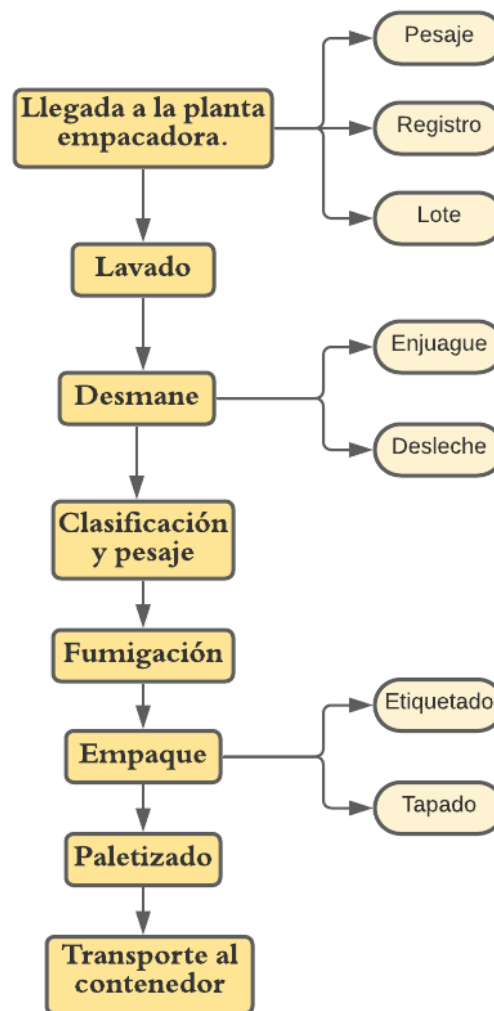 Llegada a la planta
empacadora.
Pesaje
Registro
Lote
Lavado
Desmane
Enjuague
Desleche
Clasificación
y pesaje
Fumigación
Empaque
Etiquetado
Tapado
Paletizado
Transporte al
contenedor